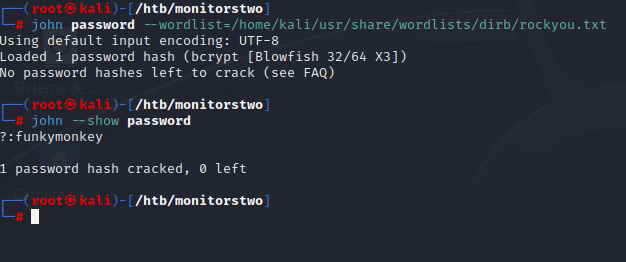 ┌──(root㉿kali)-[/htb/monitorstwo]
└─# john password --wordlist=/home/kali/usr/share/wordlists/dirb/rockyou.txt
Using default input encoding: UTF-8
Loaded 1 password hash (bcrypt [Blowfish 32/64 X3])
No password hashes left to crack (see FAQ)
Sistema de ...
┌──(root㉿kali)-[/htb/monitorstwo]
└─# john --show password
?:funkymonkey
1 password hash cracked, 0 left
┌──(root㉿kali)-[/htb/monitorstwo]
└─#